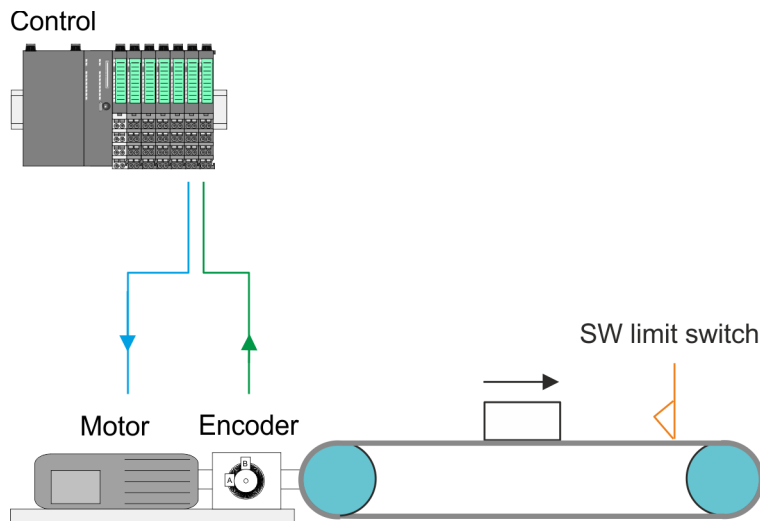 Control
SW limit switch
Motor
Encoder
B
A